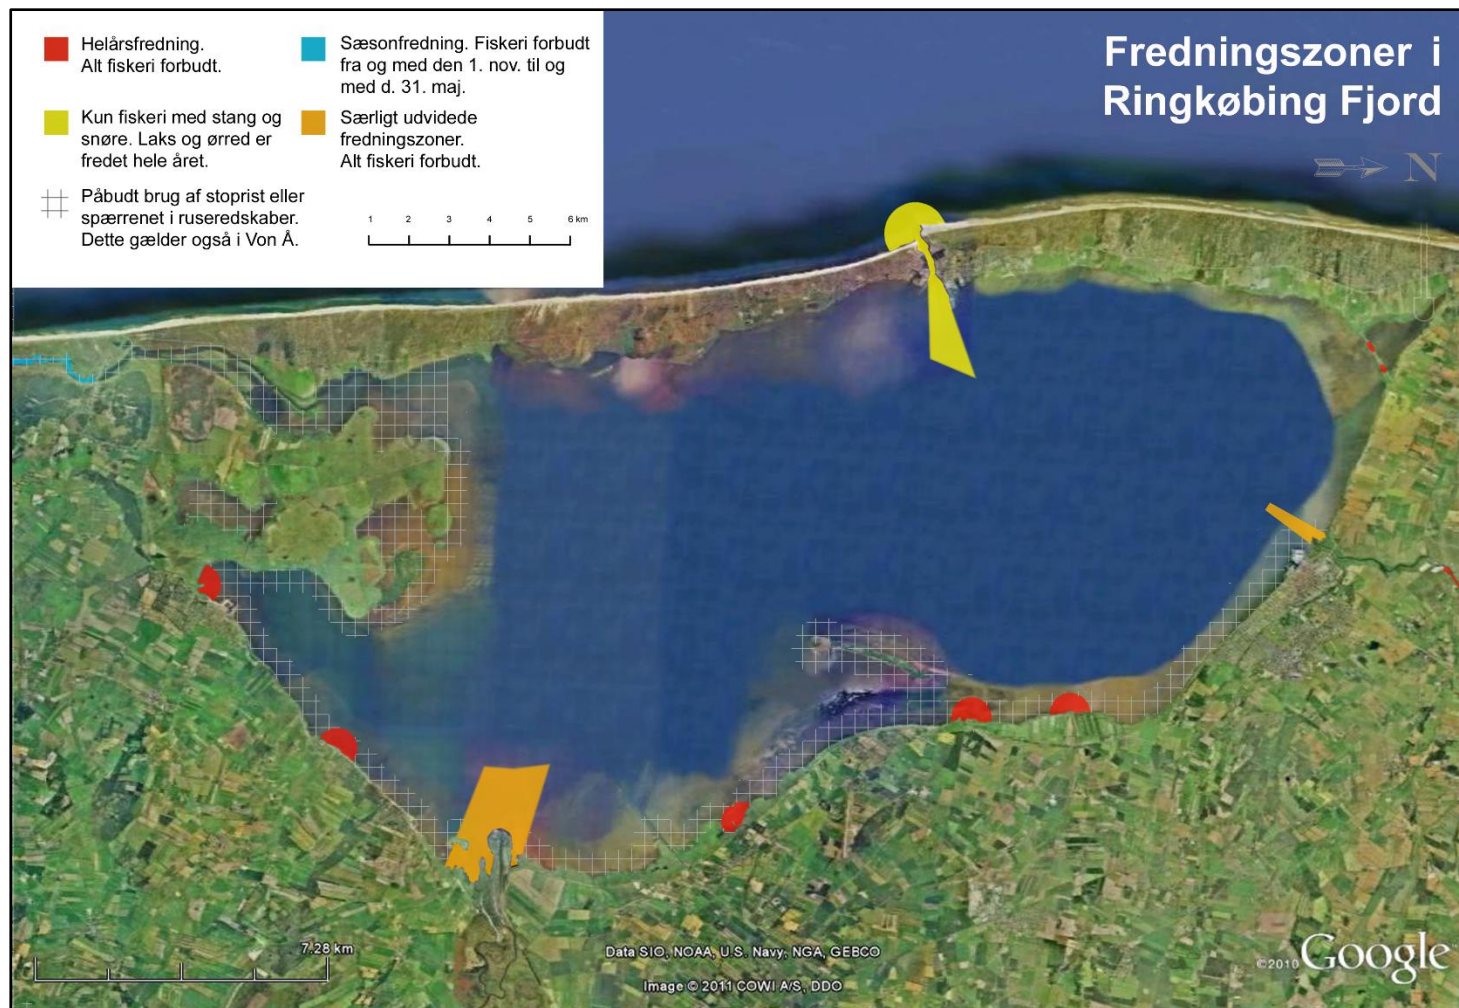 Helårsfredning.
Alt fiskeri forbudt.
Sæsonfredning. Fiskeri forbudt
fra og med den 1. nov. til og
med d. 31. maj.
Kun fiskeri med stang og
snøre. Laks og ørred er
fredet hele året.
Særligt udvidede
fredningszoner.
Alt fiskeri forbudt.
Påbudt brug af stoprist eller
spærrenet i ruseredskaber.
Dette gælder også i Von Å.
1 2 3 4 5 6 km
Fredningszoner i
Ringkøbing Fjord
N
7.28 km
Data SIO, NOAA, U.S. Navy, NGA, GEBCO
Image © 2011 COWI A/S, DDO
©2010 Google